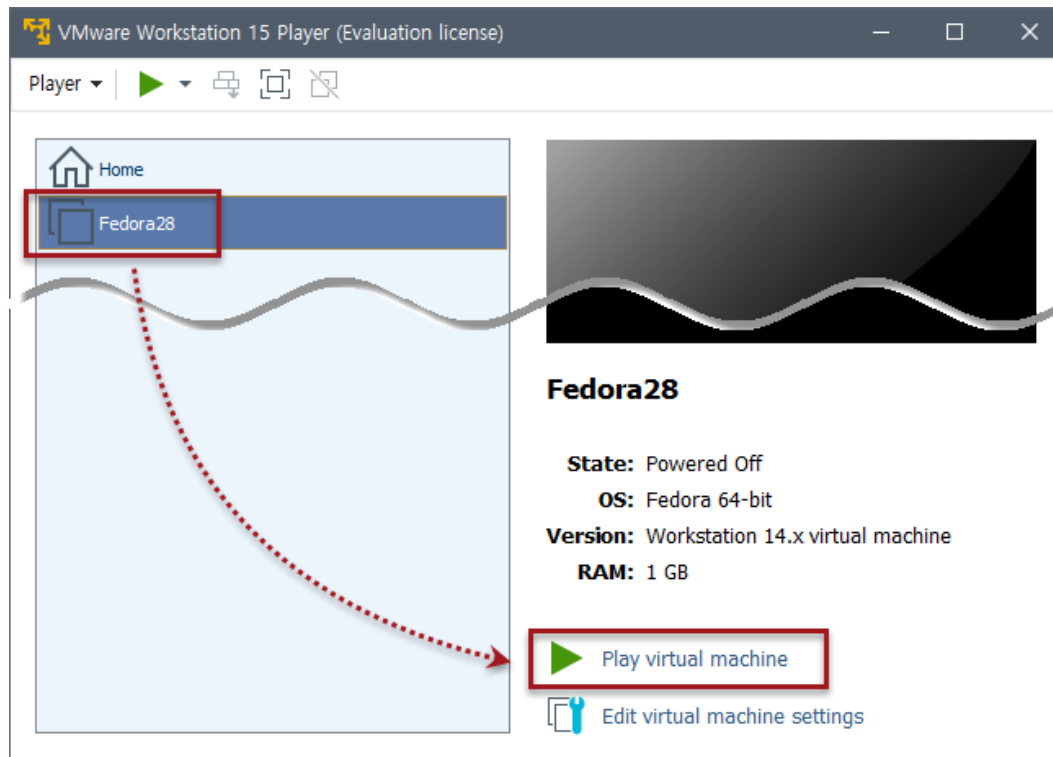 VMware Workstation 15 Player (Evaluation license)
Player
Home
Fedora28
Fedora28
State: Powered Off
OS: Fedora 64-bit
Version: Workstation 14.x virtual machine
RAM: 1 GB
Play virtual machine
Edit virtual machine settings